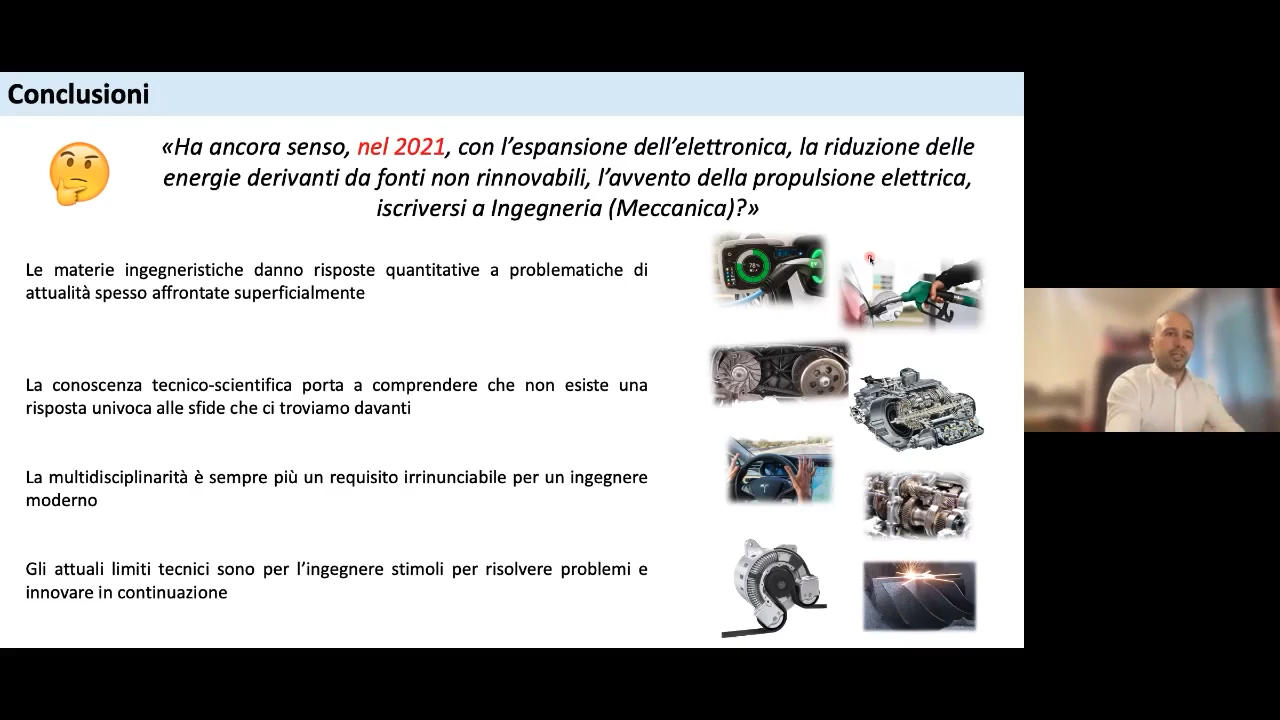 Conclusioni
«Ha ancora senso, nel 2021, con l’espansione dell’elettronica, la riduzione delle
energie derivanti da fonti non rinnovabili, l’avvento della propulsione elettrica,
iscriversi a Ingegneria (Meccanica)?»
Le materie ingegneristiche danno risposte quantitative a problematiche di
attualità spesso affrontate superficialmente
La conoscenza tecnico-scientifica porta a comprendere che non esiste una
risposta univoca alle sfide che ci troviamo davanti
La multidisciplinarità è sempre più un requisito irrinunciabile per un ingegnere
moderno
Gli attuali limiti tecnici sono per l’ingegnere stimoli per risolvere problemi e
innovare in continuazione